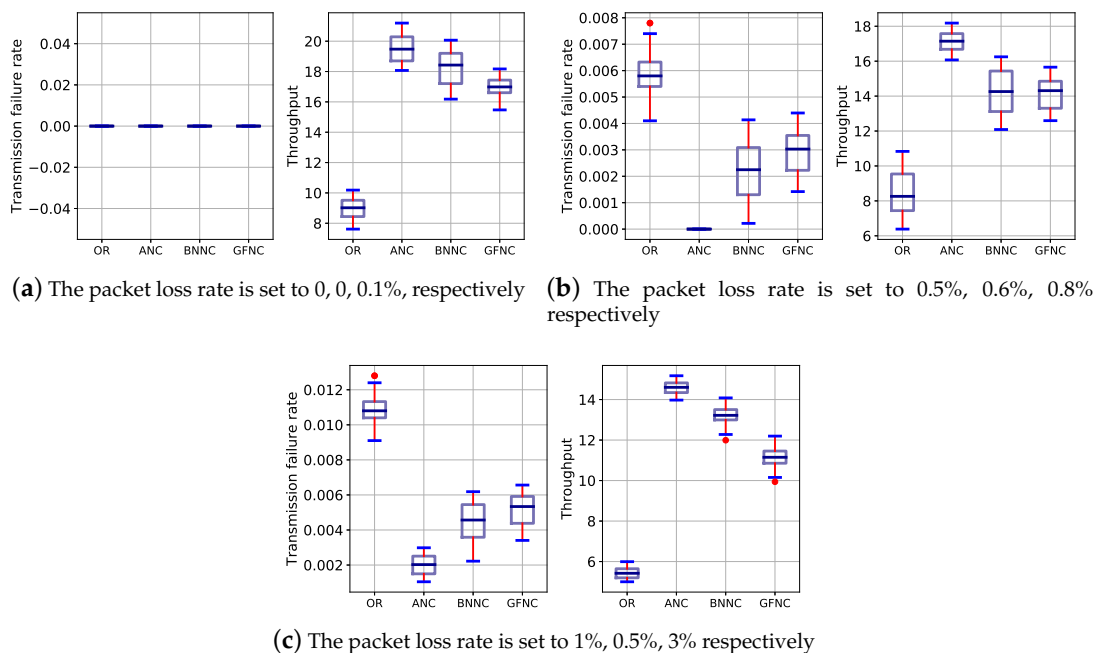 Transmission failure rate
0.04
0.02
0.00
−0.02
−0.04
OR ANC BNNC GFNC
Throughput
20
18
16
14
12
10
8
OR ANC BNNC GFNC
(a) The packet loss rate is set to 0, 0, 0.1%, respectively
Transmission failure rate
0.008
0.007
0.006
0.005
0.004
0.003
0.002
0.001
0.000
OR ANC BNNC GFNC
Throughput
18
16
14
12
10
8
6
OR ANC BNNC GFNC
(b) The packet loss rate is set to 0.5%, 0.6%, 0.8%
respectively
Transmission failure rate
0.012
0.010
0.008
0.006
0.004
0.002
OR ANC BNNC GFNC
Throughput
14
12
10
8
6
OR ANC BNNC GFNC
(c) The packet loss rate is set to 1%, 0.5%, 3% respectively